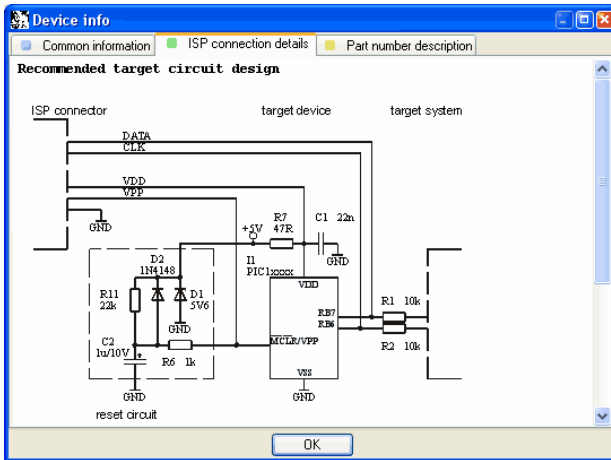 Device info
Common information
ISP connection details
Part number description
Recommended target circuit design
ISP connector
target device
target system
DATA
CLK
VDD
VPP
GND
R7
47R
C1 22n
+5V
GND
D2
1N4148
I1
PIC1xxxx
VDD
R11
22k
D1
5V6
GND
RB7
RB6
R1 10k
R2 10k
C2
1u/10V
+
R6 1k
MCLR/VPP
VSS
GND
GND
reset circuit
OK